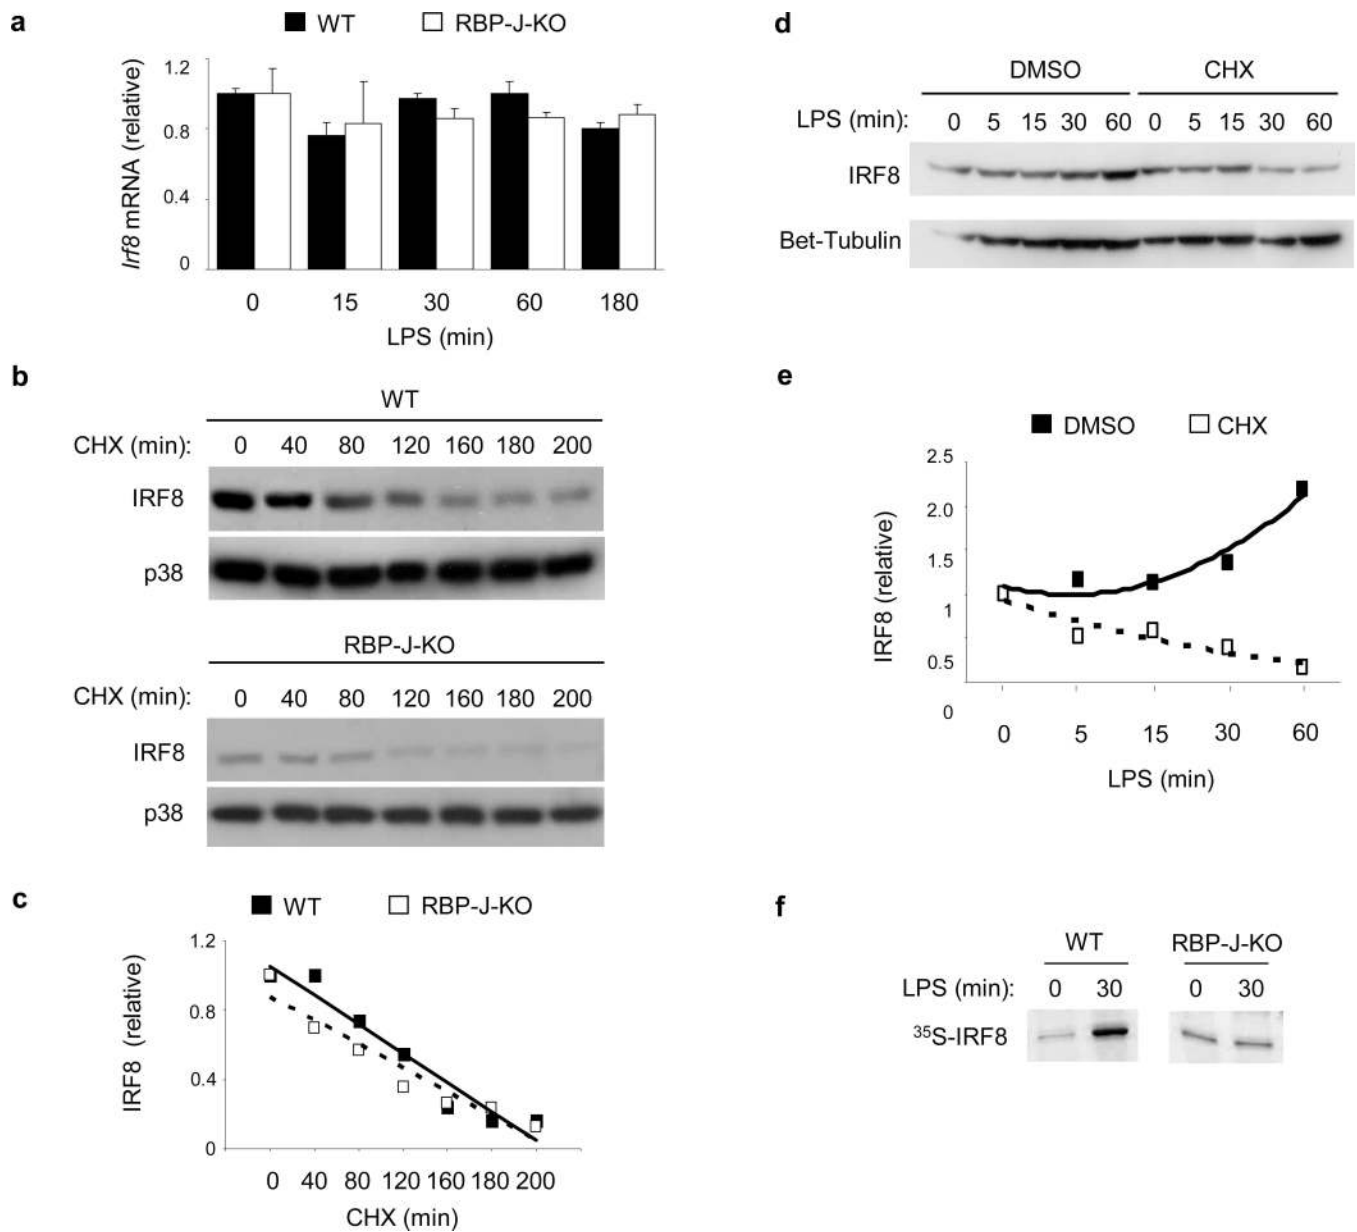 a
WT RBP-J-KO
Irf8 mRNA (relative)
1.2
0.8
0.4
0
0 15 30 60 180
LPS (min)
b
WT
CHX (min): 0 40 80 120 160 180 200
IRF8
p38
RBP-J-KO
CHX (min): 0 40 80 120 160 180 200
IRF8
p38
c
WT RBP-J-KO
IRF8 (relative)
1.2
0.8
0.4
0
0 40 80 120 160 180 200
CHX (min)
d
DMSO CHX
LPS (min): 0 5 15 30 60 0 5 15 30 60
IRF8
Bet-Tubulin
e
DMSO CHX
IRF8 (relative)
2.5
2.0
1.5
1
0.5
0
0 5 15 30 60
LPS (min)
f
WT RBP-J-KO
LPS (min): 0 30 0 30
³⁵S-IRF8